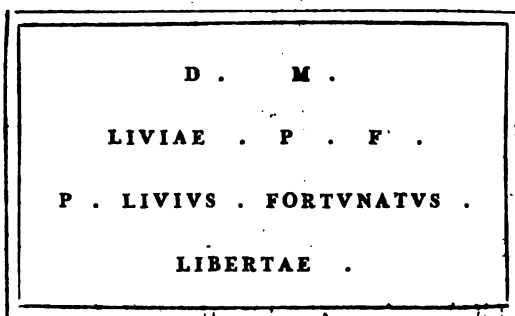 D . M .
LIVIAE . P . F .
P . LIVIVS . FORTVNATVS .
LIBERTAE .